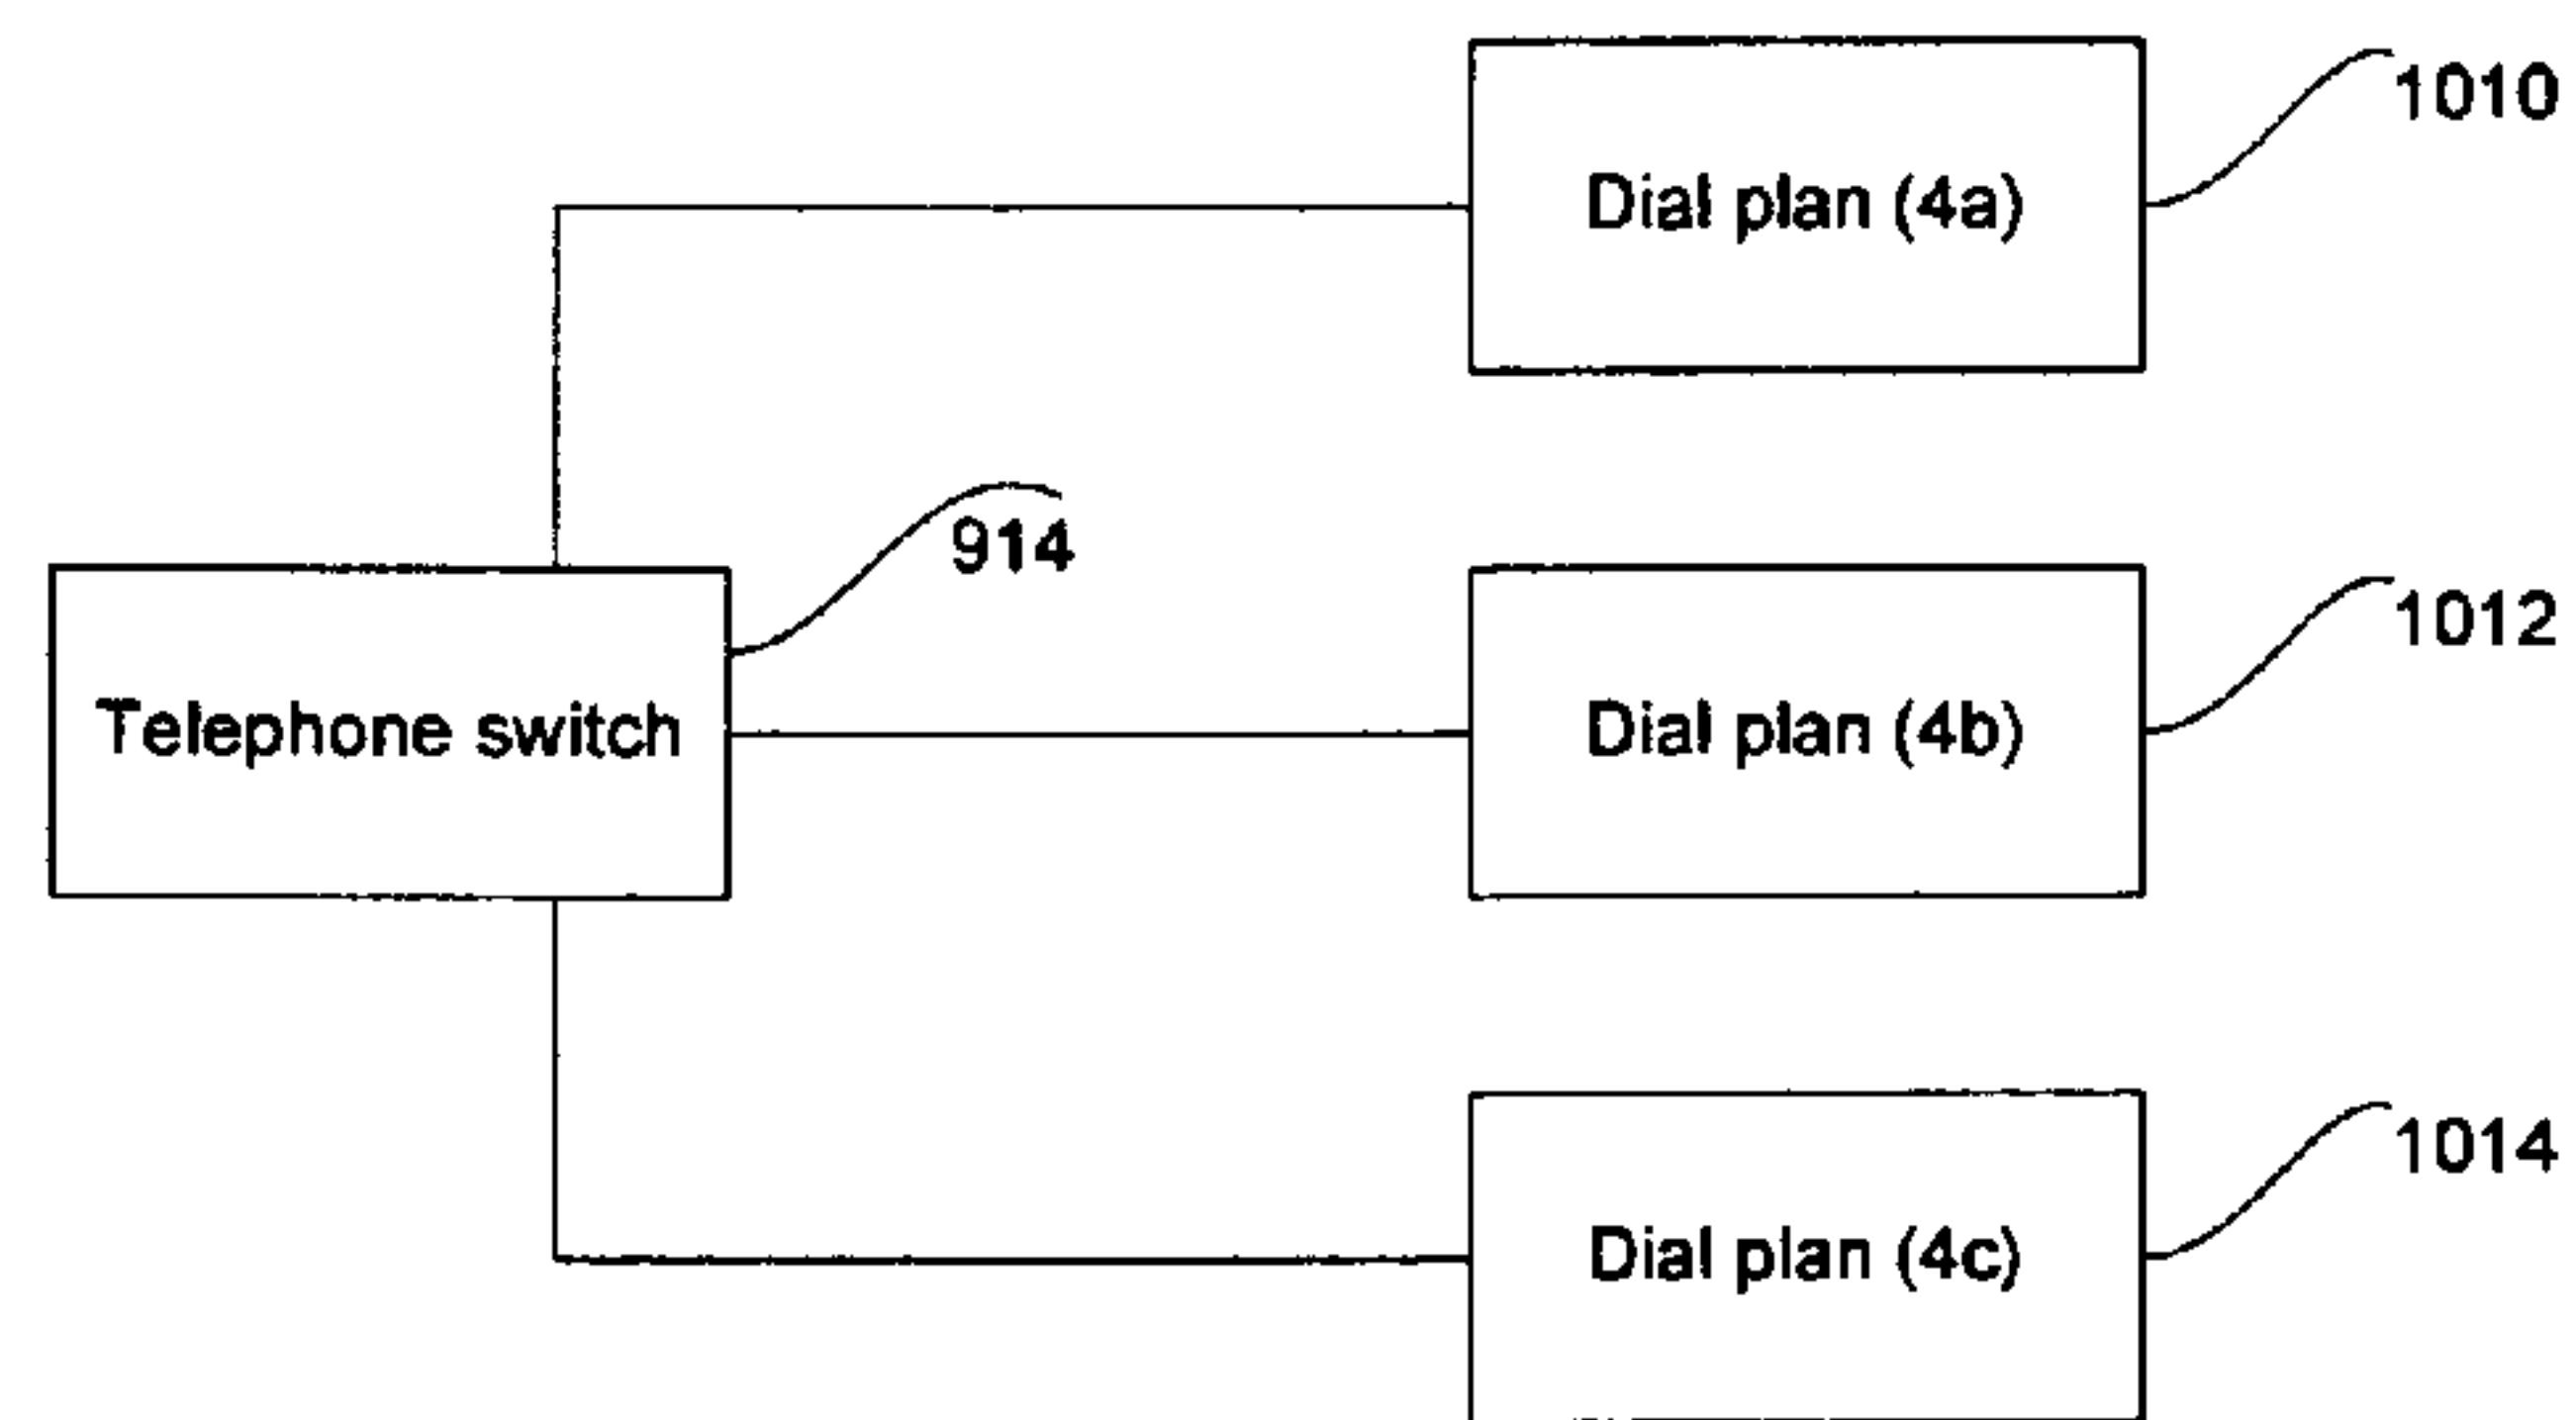 1010
Dial plan (4a)
914
1012
Telephone switch
Dial plan (4b)
1014
Dial plan (4c)